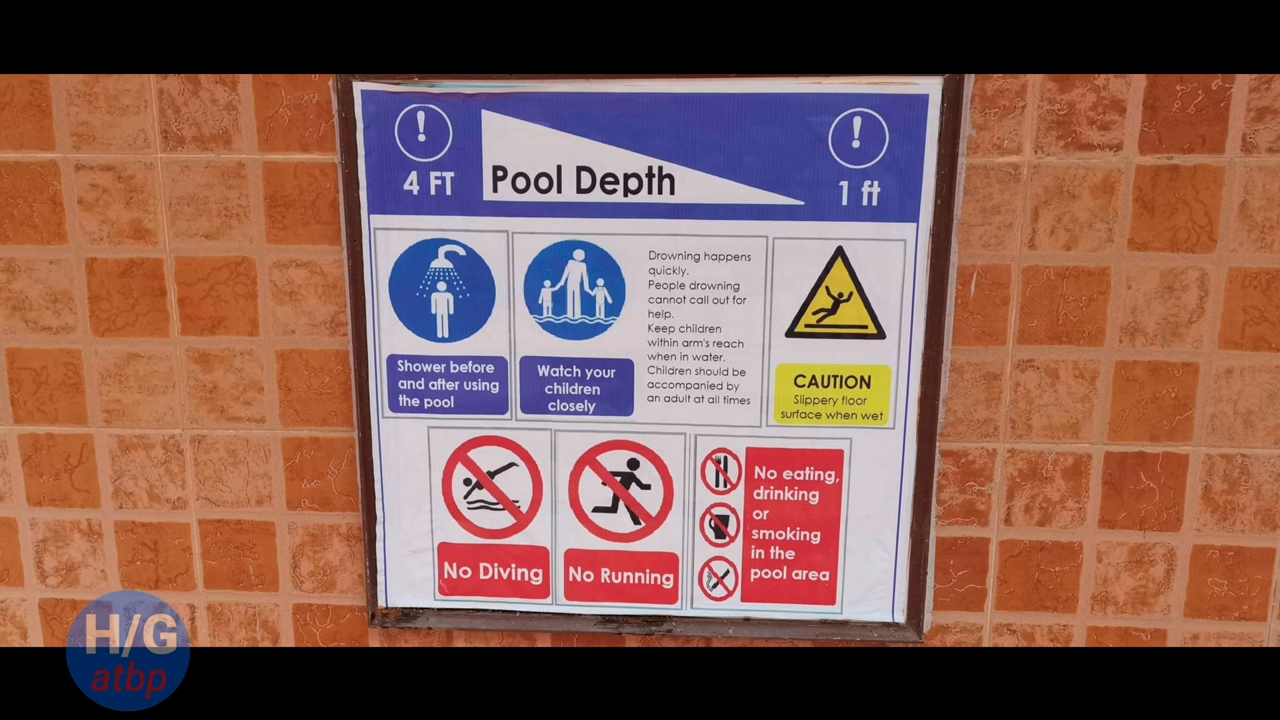 !
!
4 FT
Pool Depth
1 ft
Shower before
and after using
the pool
Watch your
children
closely
Drowning happens
quickly.
People drowning
cannot call out for
help.
Keep children
within arm's reach
when in water.
Children should be
accompanied by
an adult at all times
CAUTION
Slippery floor
surface when wet
No Diving
No Running
No eating,
drinking
or
smoking
in the
pool area
H/G
atbp